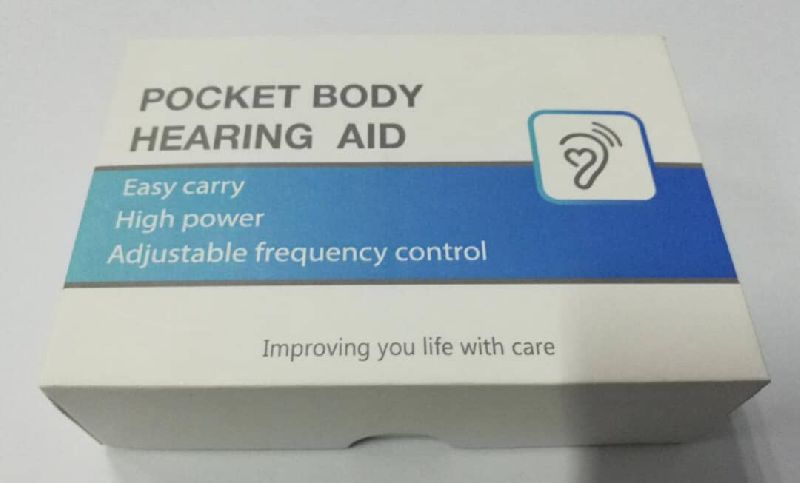 POCKET BODY
HEARING AID
Easy carry
High power
Adjustable frequency control
Improving you life with care